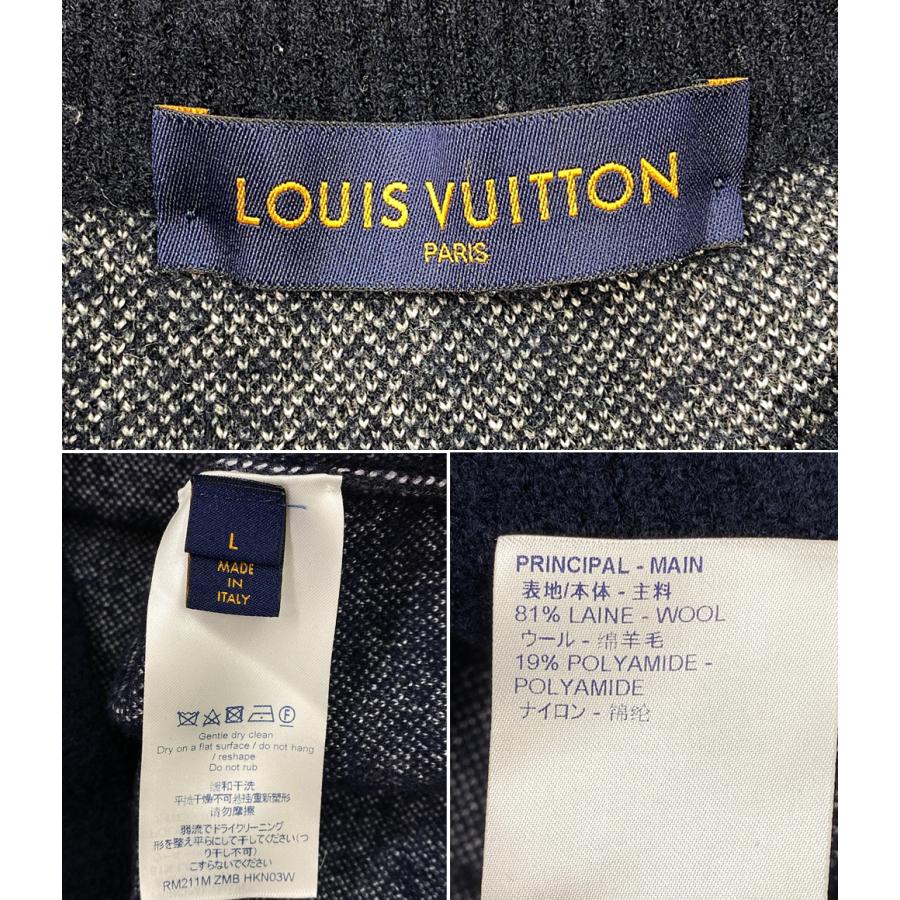 LOUIS VUITTON
PARIS
L
MADE
IN
ITALY
Gentle dry clean
Dry on a flat surface / do not hang
/ reshape
Do not rub
缓和干洗
平坦干燥不可悬挂/重新塑形
请勿摩擦
弱流でドライクリーニング
形を整え平らにして干してください(つ
り干し不可)
こすらないでください
RM211M ZMB HKN03W
PRINCIPAL - MAIN
表地/本体 - 主料
81% LAINE - WOOL
ウール - 绵羊毛
19% POLYAMIDE -
POLYAMIDE
ナイロン - 锦纶